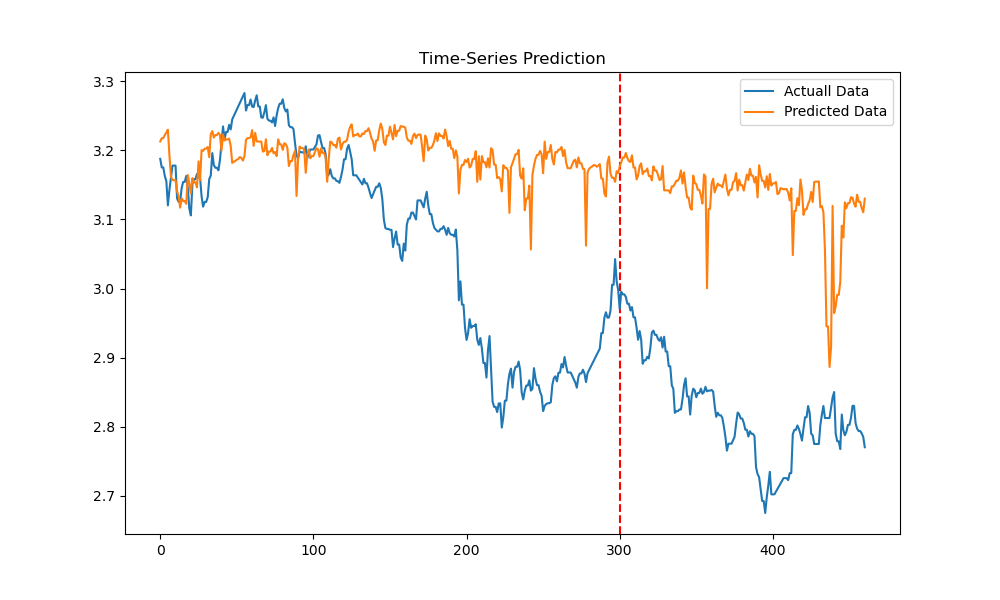 Time-Series Prediction
Actuall Data
Predicted Data
3.3
3.2
3.1
3.0
2.9
2.8
2.7
0 100 200 300 400